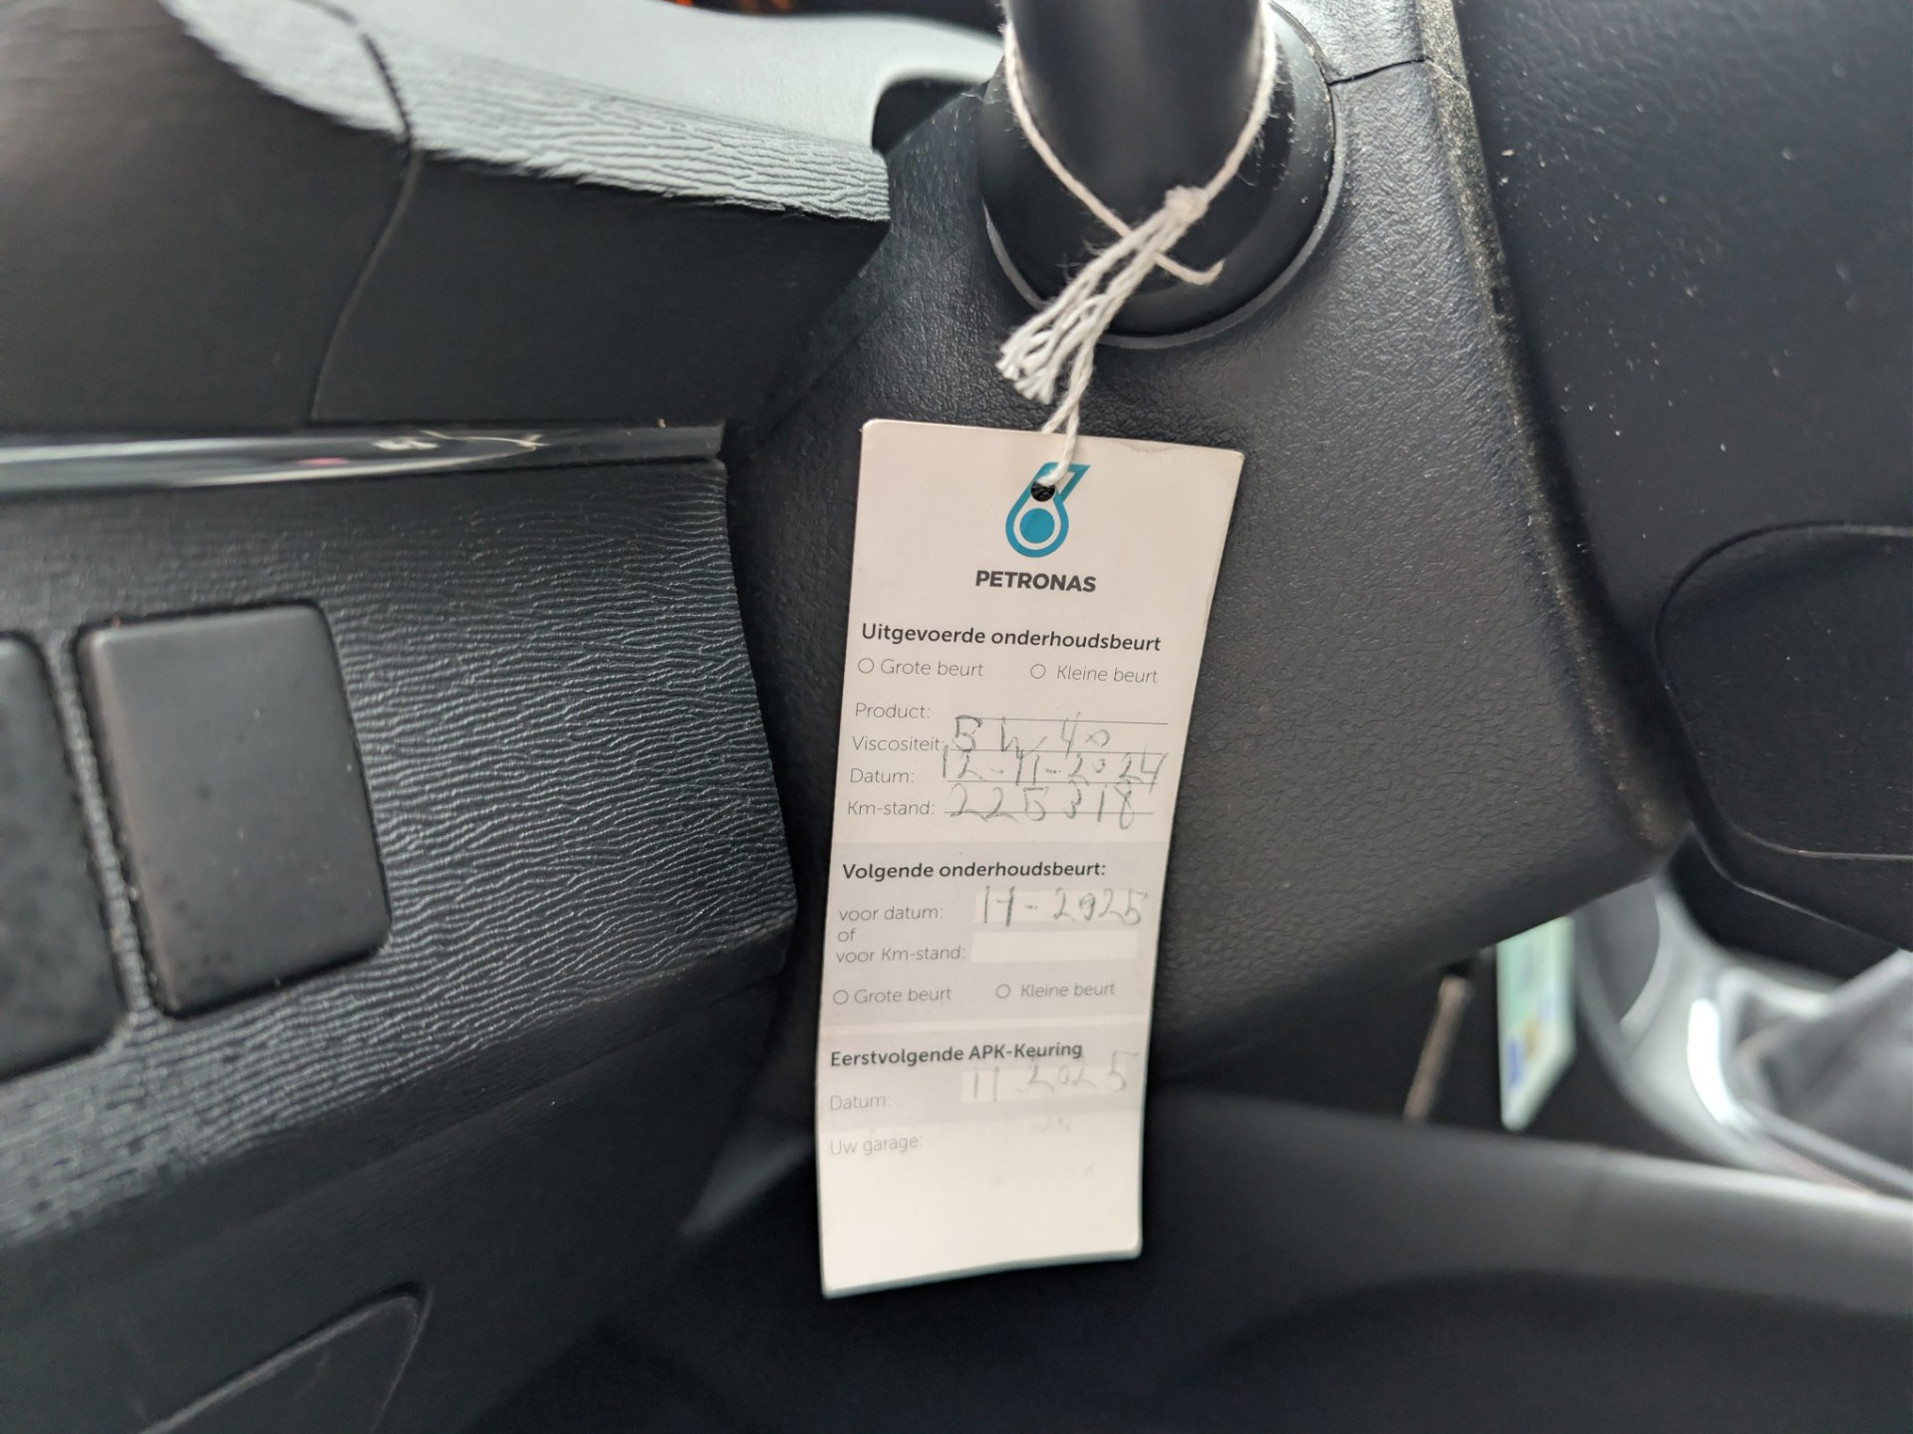 PETRONAS
Uitgevoerde onderhoudsbeurt
Grote beurt Kleine beurt
Product:
Viscositeit: 5W40
Datum: 12-11-2024
Km-stand: 225318
Volgende onderhoudsbeurt:
voor datum: 11-2025
of
voor Km-stand:
Grote beurt Kleine beurt
Eerstvolgende APK-Keuring
Datum: 11 2025
Uw garage: